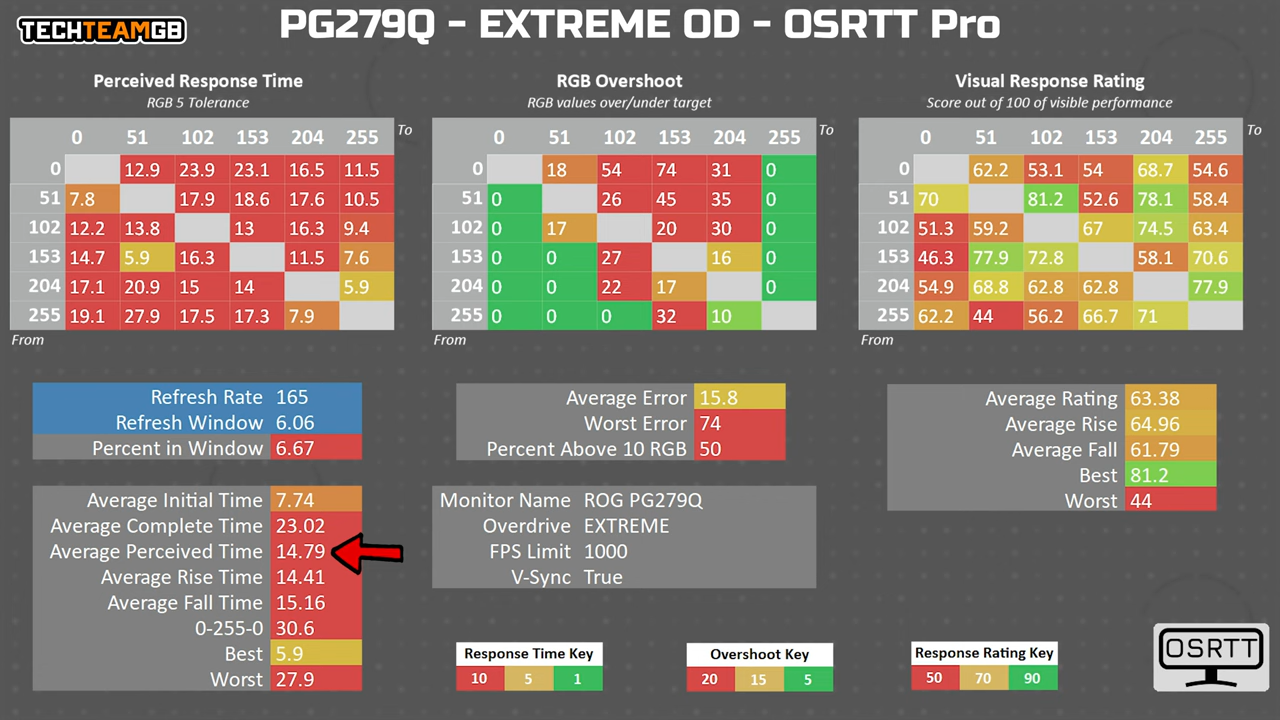 TECHTEAMGB
PG279Q - EXTREME OD - OSRTT Pro
Perceived Response Time
RGB 5 Tolerance
0 51 102 153 204 255 To
0 12.9 23.9 23.1 16.5 11.5
51 7.8 17.9 18.6 17.6 10.5
102 12.2 13.8 13 16.3 9.4
153 14.7 5.9 16.3 11.5 7.6
204 17.1 20.9 15 14 5.9
255 19.1 27.9 17.5 17.3 7.9
From
RGB Overshoot
RGB values over/under target
0 51 102 153 204 255 To
0 18 54 74 31 0
51 0 26 45 35 0
102 0 17 20 30 0
153 0 0 27 16 0
204 0 0 22 17 0
255 0 0 0 32 10
From
Visual Response Rating
Score out of 100 of visible performance
0 51 102 153 204 255 To
0 62.2 53.1 54 68.7 54.6
51 70 81.2 52.6 78.1 58.4
102 51.3 59.2 67 74.5 63.4
153 46.3 77.9 72.8 58.1 70.6
204 54.9 68.8 62.8 62.8 77.9
255 62.2 44 56.2 66.7 71
From
Refresh Rate 165
Refresh Window 6.06
Percent in Window 6.67
Average Initial Time 7.74
Average Complete Time 23.02
Average Perceived Time 14.79
Average Rise Time 14.41
Average Fall Time 15.16
0-255-0 30.6
Best 5.9
Worst 27.9
Average Error 15.8
Worst Error 74
Percent Above 10 RGB 50
Monitor Name ROG PG279Q
Overdrive EXTREME
FPS Limit 1000
V-Sync True
Average Rating 63.38
Average Rise 64.96
Average Fall 61.79
Best 81.2
Worst 44
Response Time Key
10 5 1
Overshoot Key
20 15 5
Response Rating Key
50 70 90
OSRTT